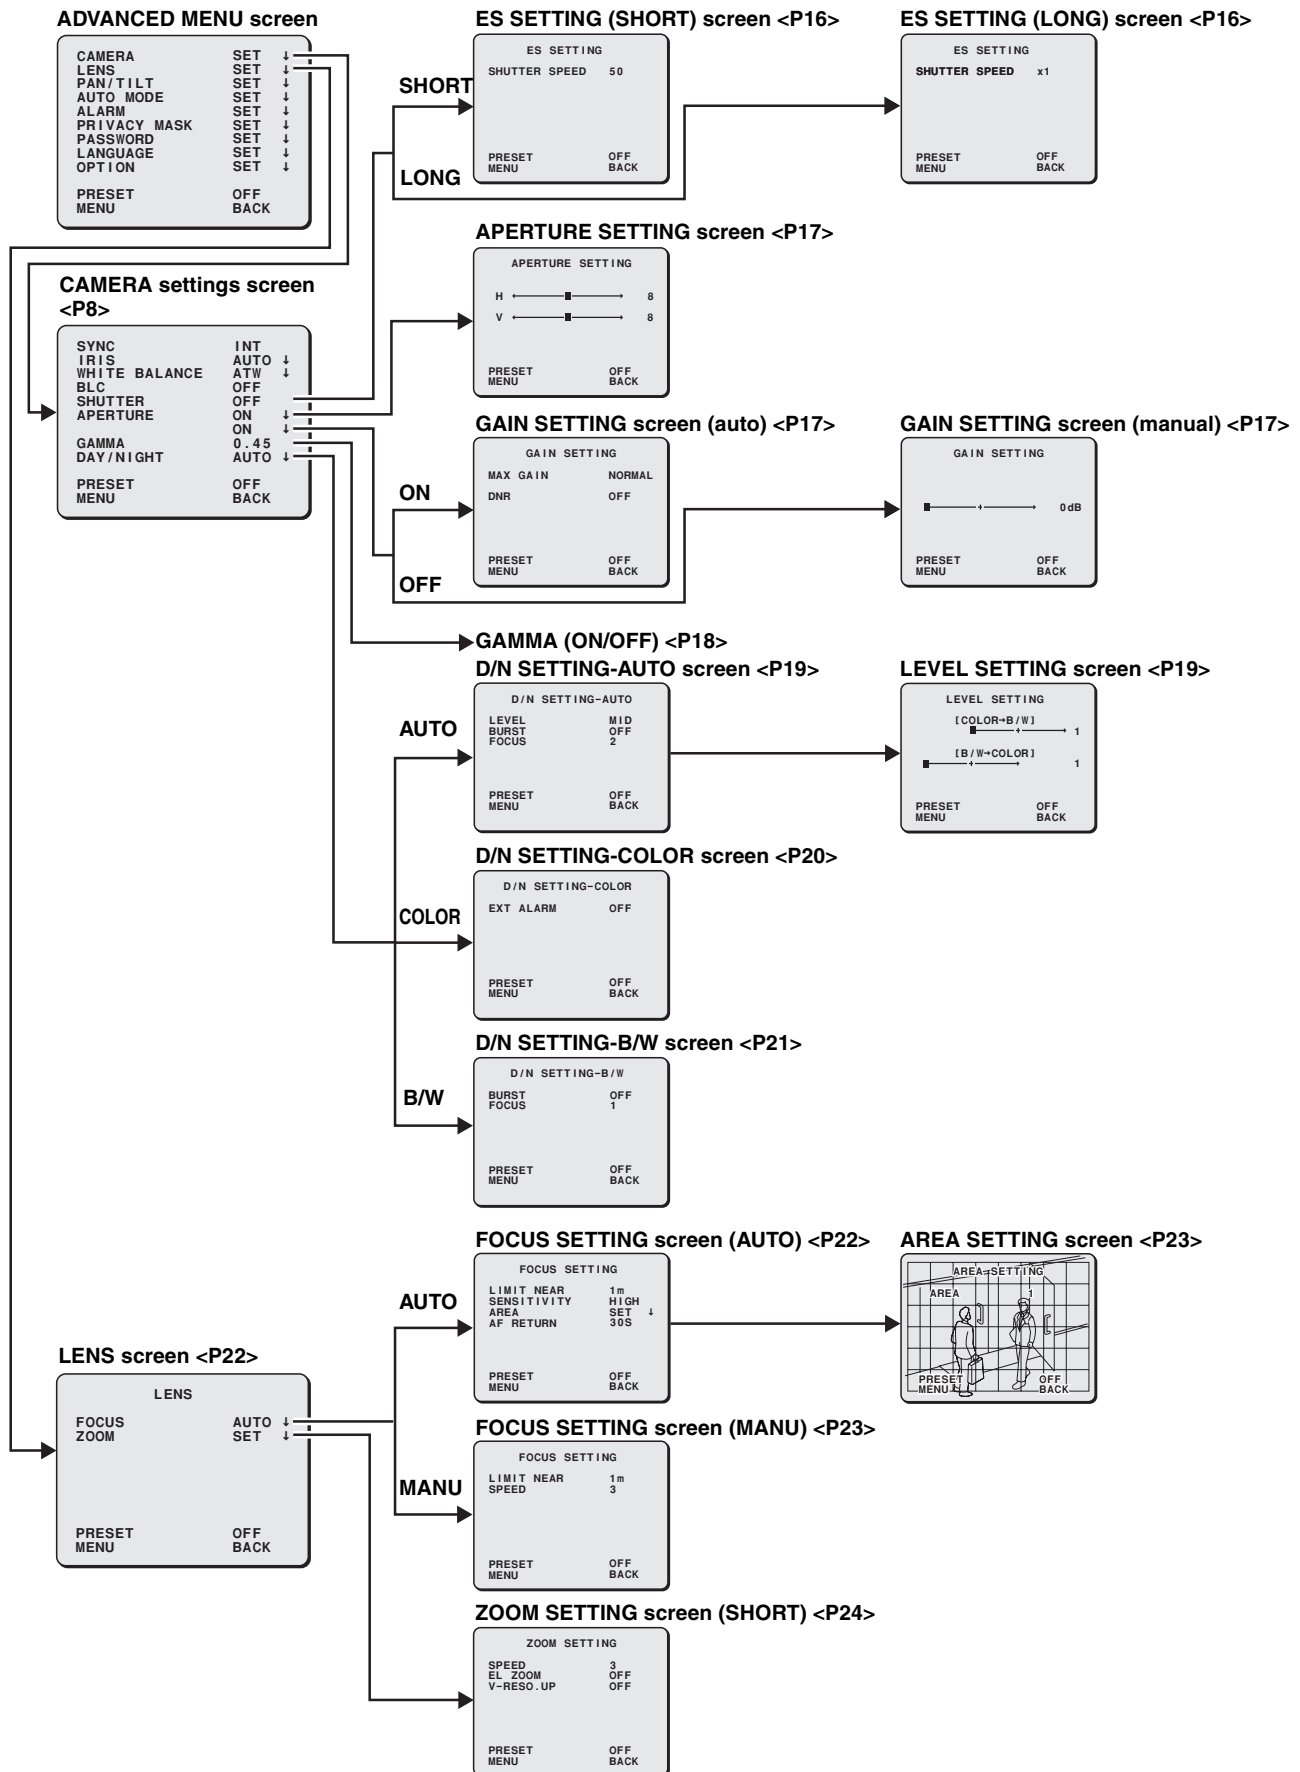 ADVANCED MENU screen
CAMERA SET ↓
LENS SET ↓
PAN/TILT SET ↓
AUTO MODE SET ↓
ALARM SET ↓
PRIVACY MASK SET ↓
PASSWORD SET ↓
LANGUAGE SET ↓
OPTION SET ↓
PRESET OFF
MENU BACK
ES SETTING (SHORT) screen <P16>
ES SETTING
SHUTTER SPEED 50
PRESET OFF
MENU BACK
ES SETTING (LONG) screen <P16>
ES SETTING
SHUTTER SPEED x1
PRESET OFF
MENU BACK
SHORT
LONG
APERTURE SETTING screen <P17>
APERTURE SETTING
H 8
V 8
PRESET OFF
MENU BACK
CAMERA settings screen
<P8>
SYNC INT
IRIS AUTO ↓
WHITE BALANCE ATW ↓
BLC OFF
SHUTTER OFF
APERTURE ON ↓
ON ↓
GAMMA 0.45
DAY/NIGHT AUTO ↓
PRESET OFF
MENU BACK
GAIN SETTING screen (auto) <P17>
GAIN SETTING
MAX GAIN NORMAL
DNR OFF
PRESET OFF
MENU BACK
GAIN SETTING screen (manual) <P17>
GAIN SETTING
+ 0dB
PRESET OFF
MENU BACK
ON
OFF
GAMMA (ON/OFF) <P18>
D/N SETTING-AUTO screen <P19>
D/N SETTING-AUTO
LEVEL MID
BURST OFF
FOCUS 2
PRESET OFF
MENU BACK
LEVEL SETTING screen <P19>
LEVEL SETTING
[COLOR→B/W]
+ 1
[B/W→COLOR]
+ 1
PRESET OFF
MENU BACK
AUTO
D/N SETTING-COLOR screen <P20>
D/N SETTING-COLOR
EXT ALARM OFF
PRESET OFF
MENU BACK
COLOR
D/N SETTING-B/W screen <P21>
D/N SETTING-B/W
BURST OFF
FOCUS 1
PRESET OFF
MENU BACK
B/W
FOCUS SETTING screen (AUTO) <P22>
FOCUS SETTING
LIMIT NEAR 1m
SENSITIVITY HIGH
AREA SET ↓
AF RETURN 30S
PRESET OFF
MENU BACK
AREA SETTING screen <P23>
AREA SETTING
AREA 1
PRESET OFF
MENU BACK
AUTO
LENS screen <P22>
LENS
FOCUS AUTO ↓
ZOOM SET ↓
PRESET OFF
MENU BACK
FOCUS SETTING screen (MANU) <P23>
FOCUS SETTING
LIMIT NEAR 1m
SPEED 3
PRESET OFF
MENU BACK
MANU
ZOOM SETTING screen (SHORT) <P24>
ZOOM SETTING
SPEED 3
EL ZOOM OFF
V-RESO.UP OFF
PRESET OFF
MENU BACK